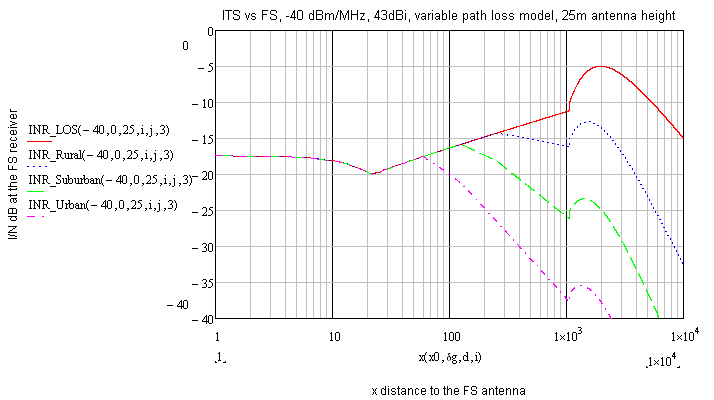 ITS vs FS, -40 dBm/MHz, 43dBi, variable path loss model, 25m antenna height
0
0
−5
−10
−15
−20
−25
−30
−35
−40
−40
I/N dB at the FS receiver
INR_LOS(−40,0,25,i,j,3)
INR_Rural(−40,0,25,i,j,3)
INR_Suburban(−40,0,25,i,j,3)
INR_Urban(−40,0,25,i,j,3)
1 10 100 1×10³ 1×10⁴
1 x(x0,δg,d,i) 1×10⁴
x distance to the FS antenna